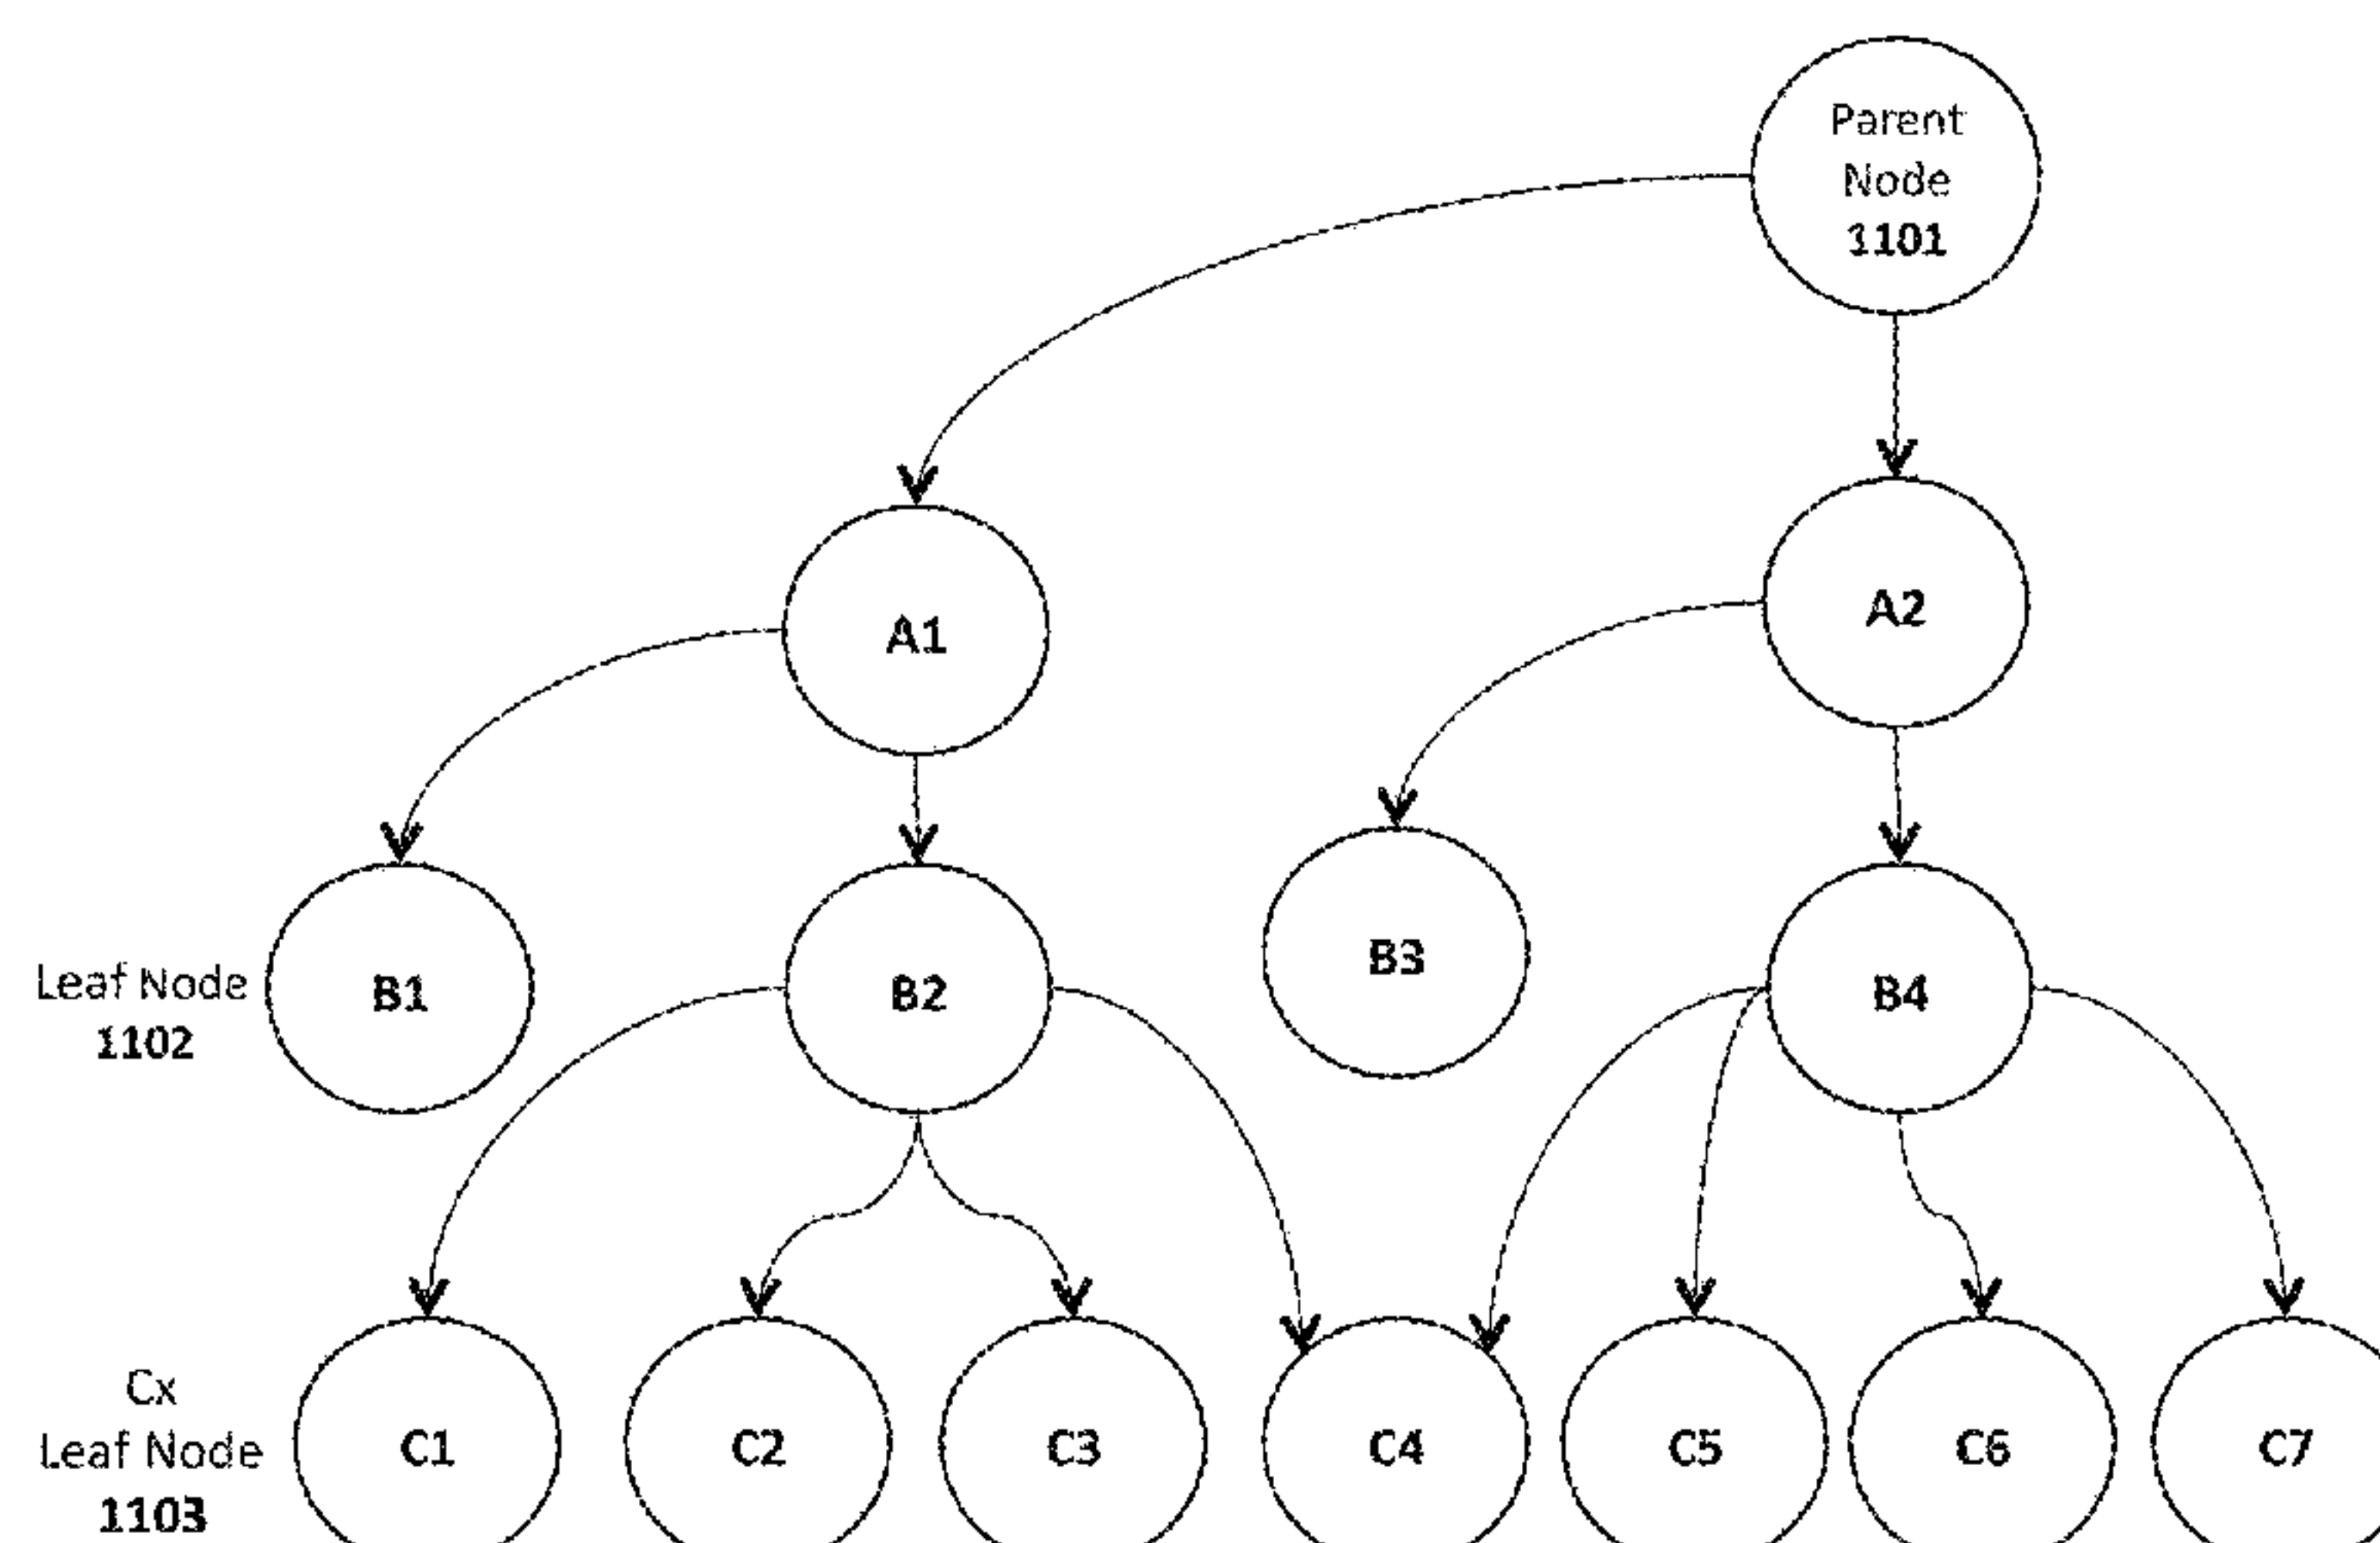 Parent
Node
1101
A1
A2
Leaf Node
1102
B1
B2
B3
B4
Cx
Leaf Node
1103
C1
C2
C3
C4
C5
C6
C7